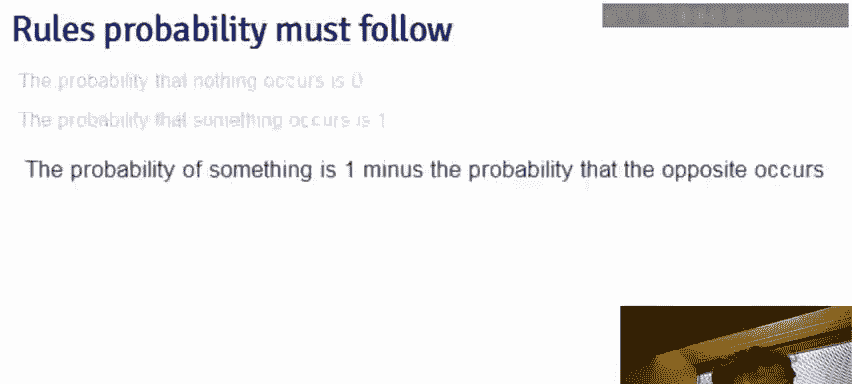 Rules probability must follow
The probability that nothing occurs is 0
The probability that something occurs is 1
The probability of something is 1 minus the probability that the opposite occurs